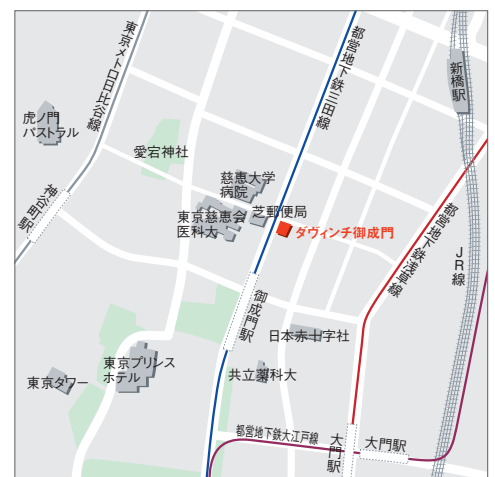 東京メトロ日比谷線
都営地下鉄三田線
新橋駅
虎ノ門
パストラル
愛宕神社
慈恵大学
病院
神谷町駅
東京慈恵会
医科大
芝郵便局
ダヴィンチ御成門
都営地下鉄浅草線
JR線
御成門駅
日本赤十字社
東京プリンス
ホテル
東京タワー
共立薬科大
都営地下鉄大江戸線
大門駅
大門駅